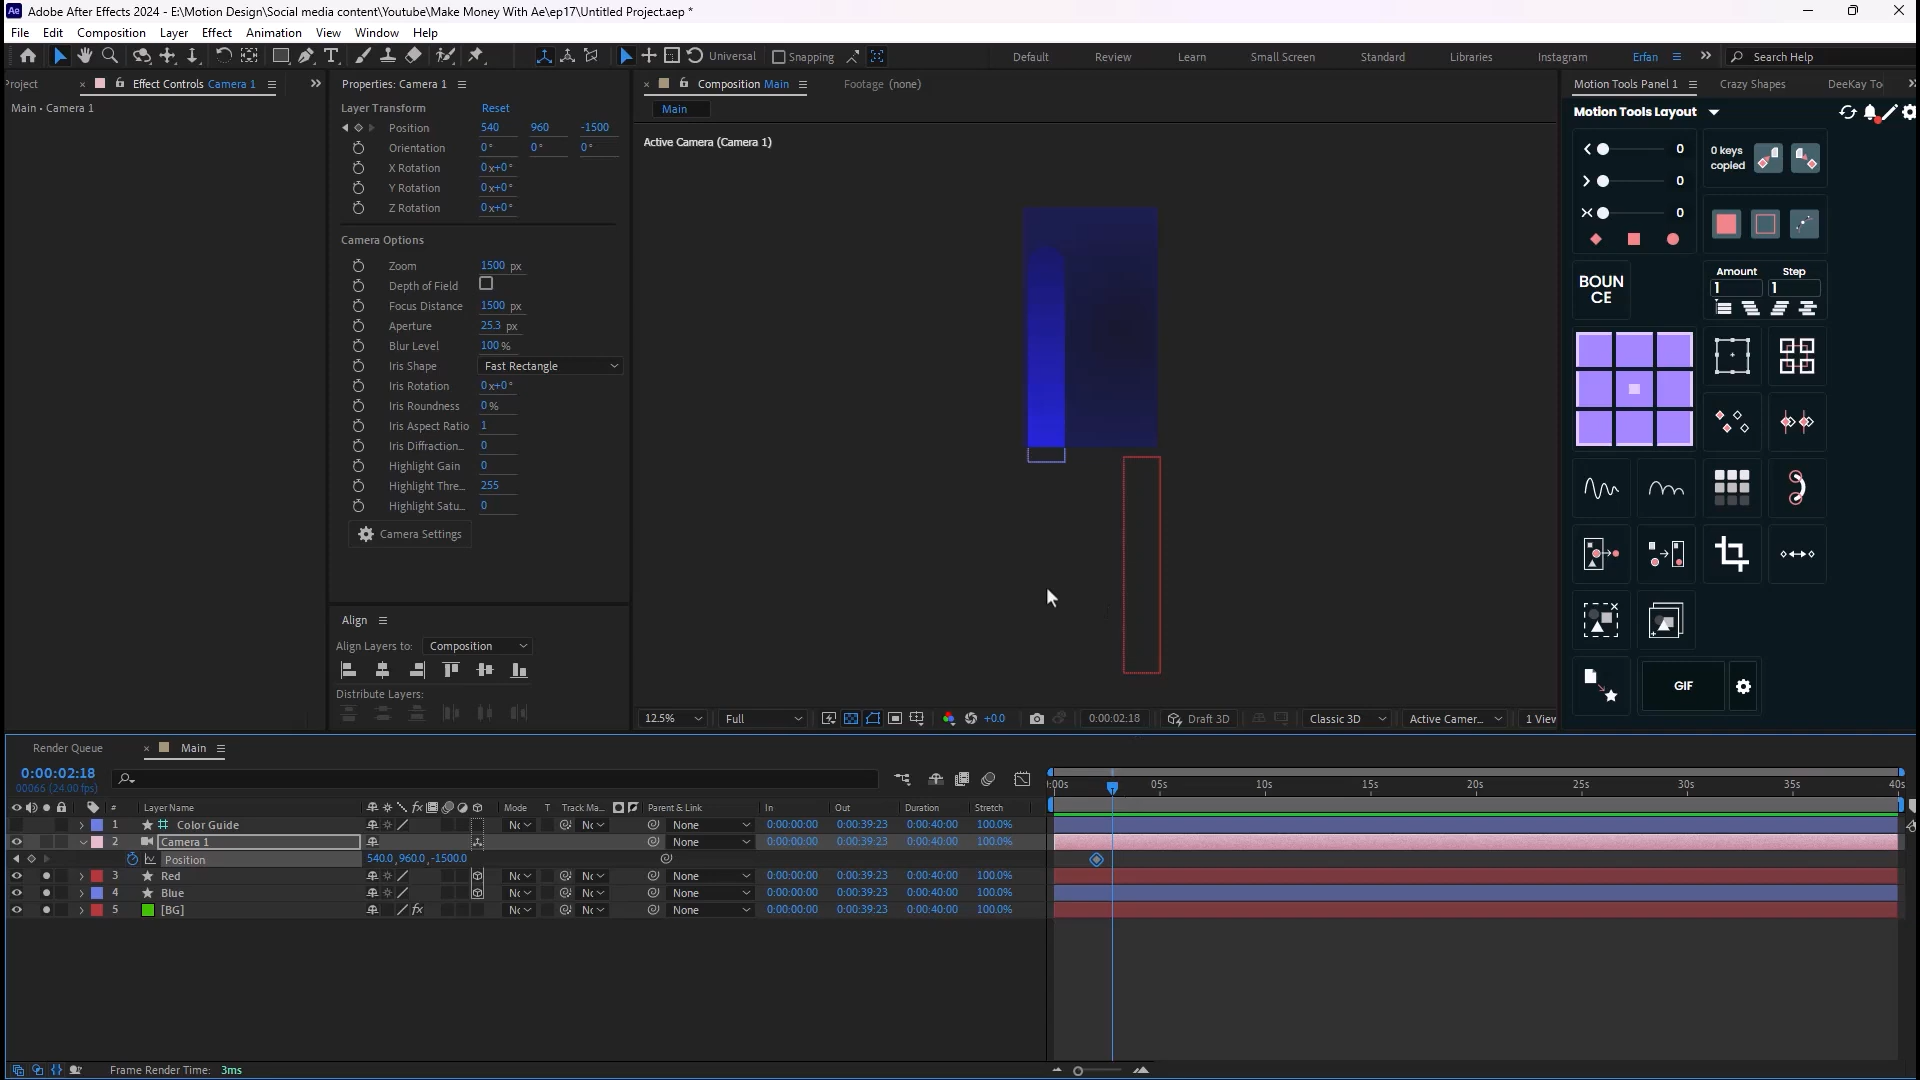 Adobe After Effects 2024 - E:\Motion Design\Social media content\Youtube\Make Money With Ae\ep17\Untitled Project.aep *
File Edit Composition Layer Effect Animation View Window Help
Universal Snapping Default Review Learn Small Screen Standard Libraries Instagram Erfan Search Help
Project Effect Controls Camera 1
Main • Camera 1
Properties: Camera 1
Layer Transform Reset
Position 540 960 -1500
Orientation 0° 0° 0°
X Rotation 0x+0°
Y Rotation 0x+0°
Z Rotation 0x+0°
Camera Options
Zoom 1500 px
Depth of Field
Focus Distance 1500 px
Aperture 25.3 px
Blur Level 100 %
Iris Shape Fast Rectangle
Iris Rotation 0x+0°
Iris Roundness 0 %
Iris Aspect Ratio 1
Iris Diffraction... 0
Highlight Gain 0
Highlight Thre... 255
Highlight Satu... 0
Camera Settings
Align
Align Layers to: Composition
Distribute Layers:
Composition Main Footage (none)
Main
Active Camera (Camera 1)
12.5% Full +0.0 0:00:02:18 Draft 3D Classic 3D Active Camer... 1 View
Motion Tools Panel 1 Crazy Shapes DeeKay To
Motion Tools Layout
0
0
0
0 keys
copied
BOUN
CE
Amount Step
1 1
GIF
Render Queue Main
0:00:02:18
00066 (24.00 fps)
# Layer Name Mode T Track Ma... Parent & Link In Out Duration Stretch
1 Color Guide None 0:00:00:00 0:00:39:23 0:00:40:00 100.0%
2 Camera 1 None 0:00:00:00 0:00:39:23 0:00:40:00 100.0%
Position 540.0,960.0,-1500.0
3 Red None 0:00:00:00 0:00:39:23 0:00:40:00 100.0%
4 Blue None 0:00:00:00 0:00:39:23 0:00:40:00 100.0%
5 [BG] None 0:00:00:00 0:00:39:23 0:00:40:00 100.0%
:00s 05s 10s 15s 20s 25s 30s 35s 40s
Frame Render Time: 3ms